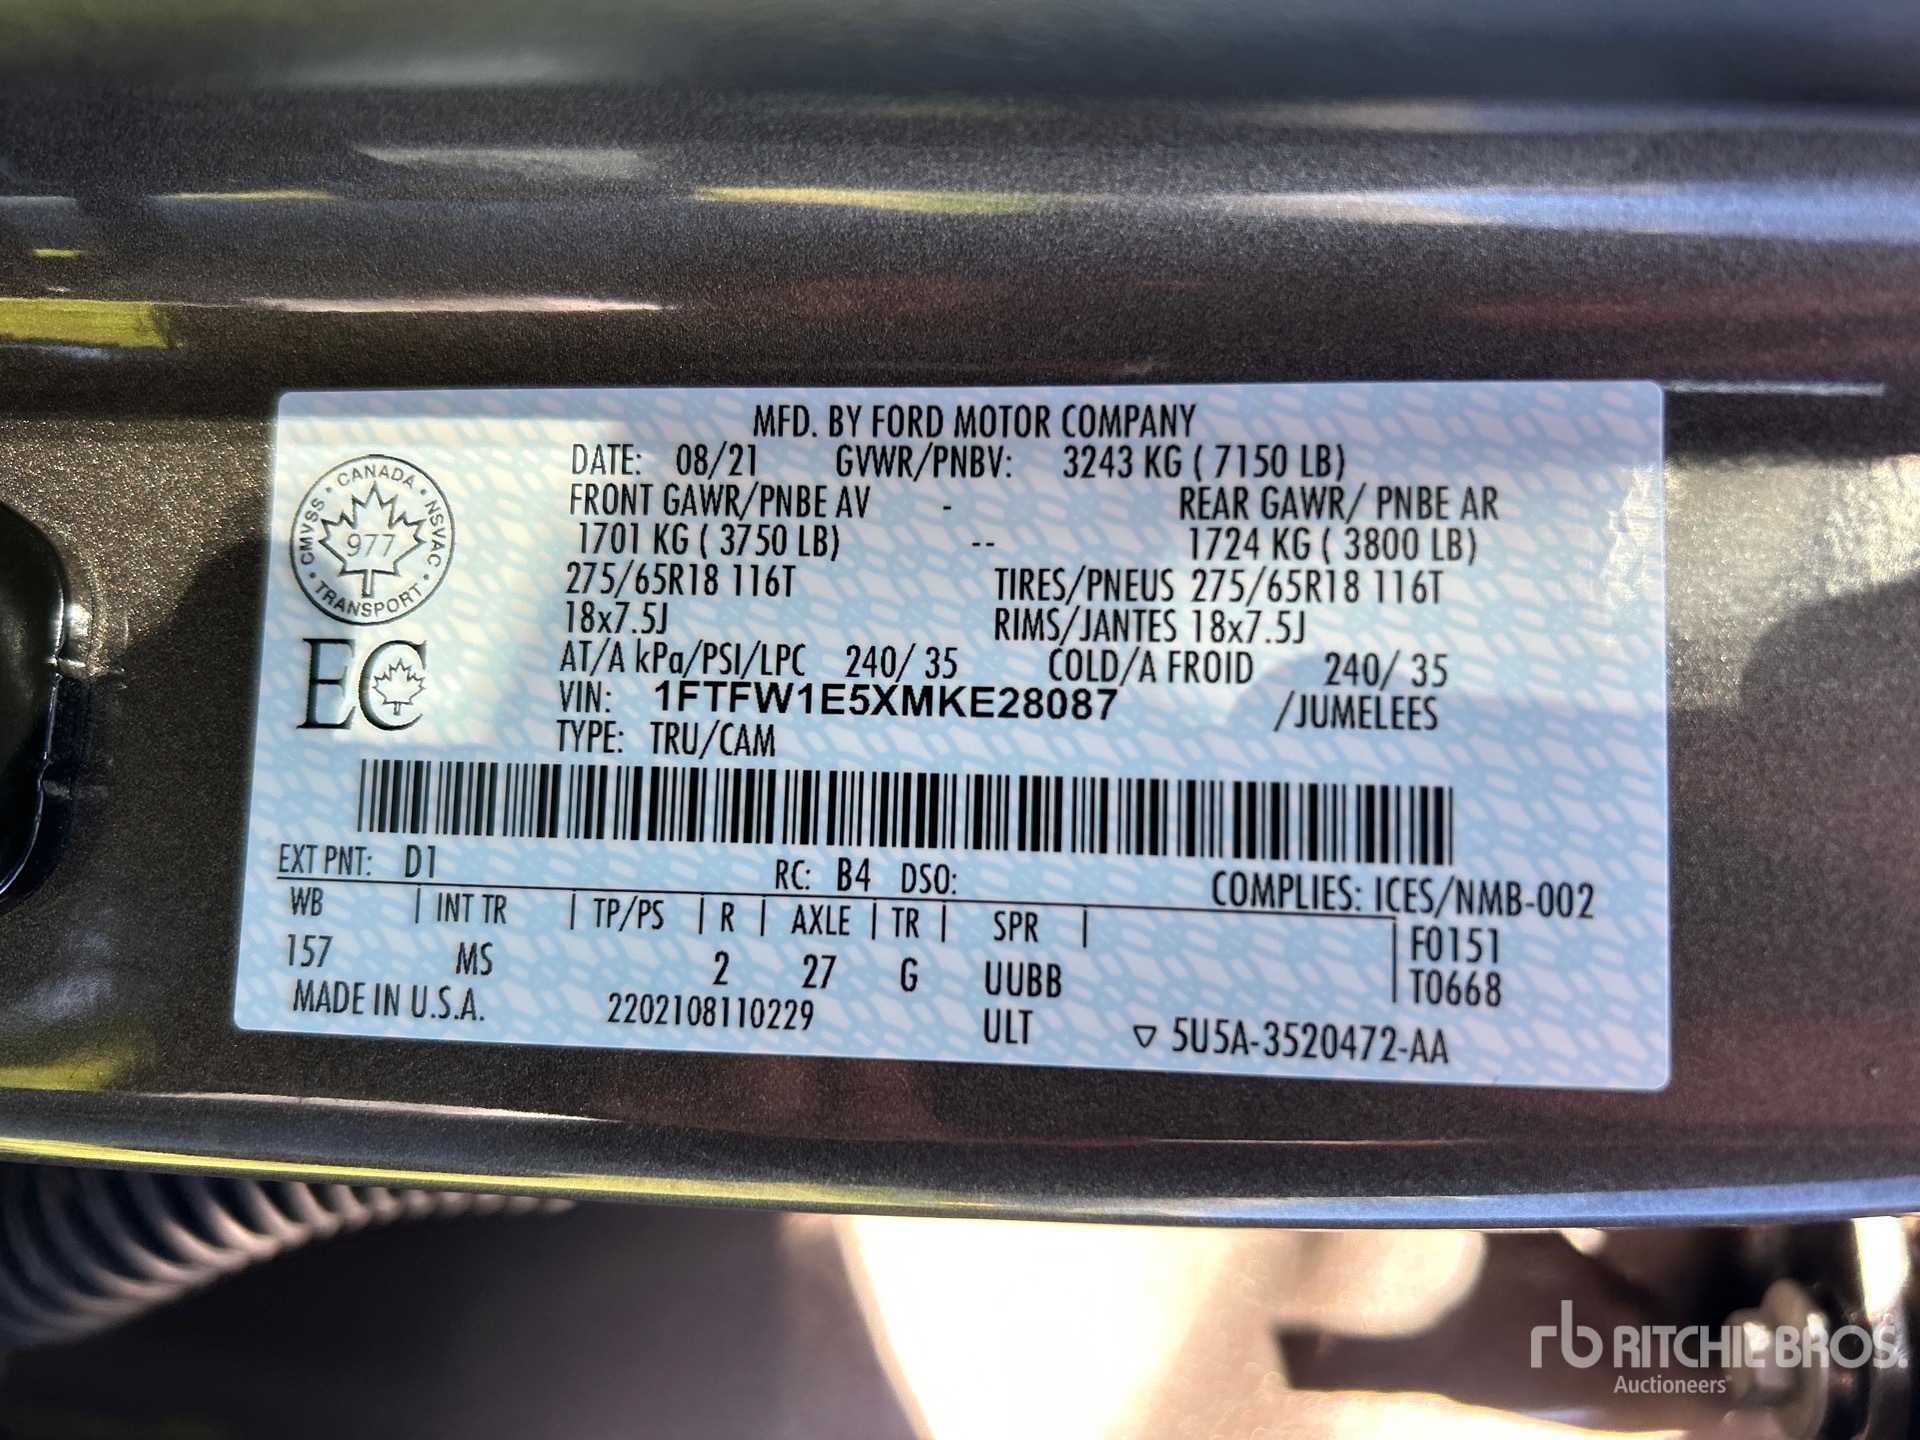 MFD. BY FORD MOTOR COMPANY
DATE: 08/21 GVWR/PNBV: 3243 KG ( 7150 LB)
FRONT GAWR/PNBE AV - REAR GAWR/ PNBE AR
1701 KG ( 3750 LB) -- 1724 KG ( 3800 LB)
275/65R18 116T TIRES/PNEUS 275/65R18 116T
18x7.5J RIMS/JANTES 18x7.5J
AT/A kPa/PSI/LPC 240/ 35 COLD/A FROID 240/ 35
VIN: 1FTFW1E5XMKE28087 /JUMELEES
TYPE: TRU/CAM
CANADA · NSVAC · TRANSPORT · CMVSS ·
977
EC
EXT PNT: D1 RC: B4 DSO: COMPLIES: ICES/NMB-002
WB | INT TR | TP/PS | R | AXLE | TR | SPR | F0151
157 MS 2 27 G UUBB T0668
MADE IN U.S.A. 2202108110229 ULT ▽ 5U5A-3520472-AA
rb RITCHIE BROS.
Auctioneers